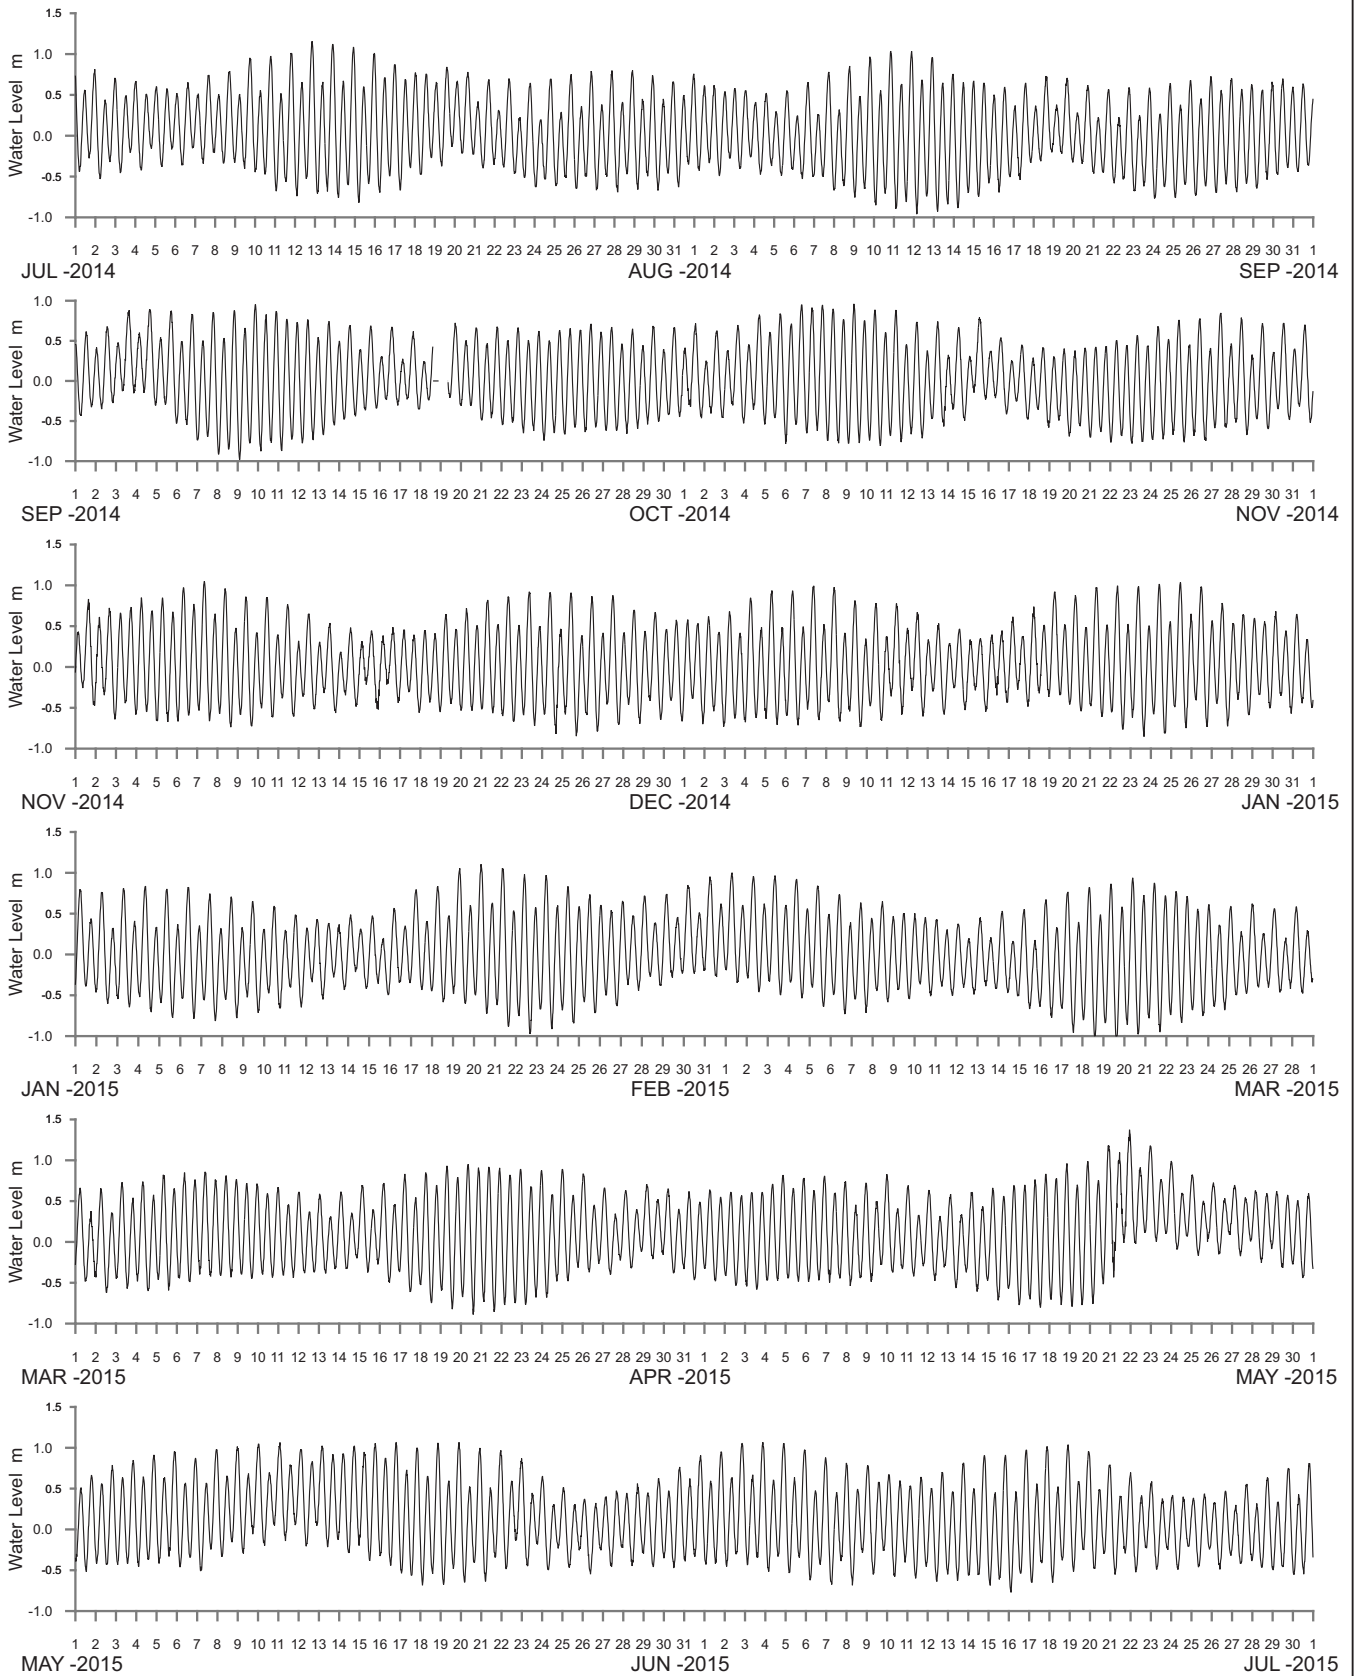 1.5
1.0
0.5
0.0
-0.5
-1.0
Water Level m
1 2 3 4 5 6 7 8 9 10 11 12 13 14 15 16 17 18 19 20 21 22 23 24 25 26 27 28 29 30 31 1 2 3 4 5 6 7 8 9 10 11 12 13 14 15 16 17 18 19 20 21 22 23 24 25 26 27 28 29 30 31 1
JUL -2014 AUG -2014 SEP -2014
1.0
0.5
0.0
-0.5
-1.0
Water Level m
1 2 3 4 5 6 7 8 9 10 11 12 13 14 15 16 17 18 19 20 21 22 23 24 25 26 27 28 29 30 1 2 3 4 5 6 7 8 9 10 11 12 13 14 15 16 17 18 19 20 21 22 23 24 25 26 27 28 29 30 31 1
SEP -2014 OCT -2014 NOV -2014
1.5
1.0
0.5
0.0
-0.5
-1.0
Water Level m
1 2 3 4 5 6 7 8 9 10 11 12 13 14 15 16 17 18 19 20 21 22 23 24 25 26 27 28 29 30 1 2 3 4 5 6 7 8 9 10 11 12 13 14 15 16 17 18 19 20 21 22 23 24 25 26 27 28 29 30 31 1
NOV -2014 DEC -2014 JAN -2015
1.5
1.0
0.5
0.0
-0.5
-1.0
Water Level m
1 2 3 4 5 6 7 8 9 10 11 12 13 14 15 16 17 18 19 20 21 22 23 24 25 26 27 28 29 30 31 1 2 3 4 5 6 7 8 9 10 11 12 13 14 15 16 17 18 19 20 21 22 23 24 25 26 27 28 1
JAN -2015 FEB -2015 MAR -2015
1.5
1.0
0.5
0.0
-0.5
-1.0
Water Level m
1 2 3 4 5 6 7 8 9 10 11 12 13 14 15 16 17 18 19 20 21 22 23 24 25 26 27 28 29 30 31 1 2 3 4 5 6 7 8 9 10 11 12 13 14 15 16 17 18 19 20 21 22 23 24 25 26 27 28 29 30 1
MAR -2015 APR -2015 MAY -2015
1.5
1.0
0.5
0.0
-0.5
-1.0
Water Level m
1 2 3 4 5 6 7 8 9 10 11 12 13 14 15 16 17 18 19 20 21 22 23 24 25 26 27 28 29 30 31 1 2 3 4 5 6 7 8 9 10 11 12 13 14 15 16 17 18 19 20 21 22 23 24 25 26 27 28 29 30 1
MAY -2015 JUN -2015 JUL -2015